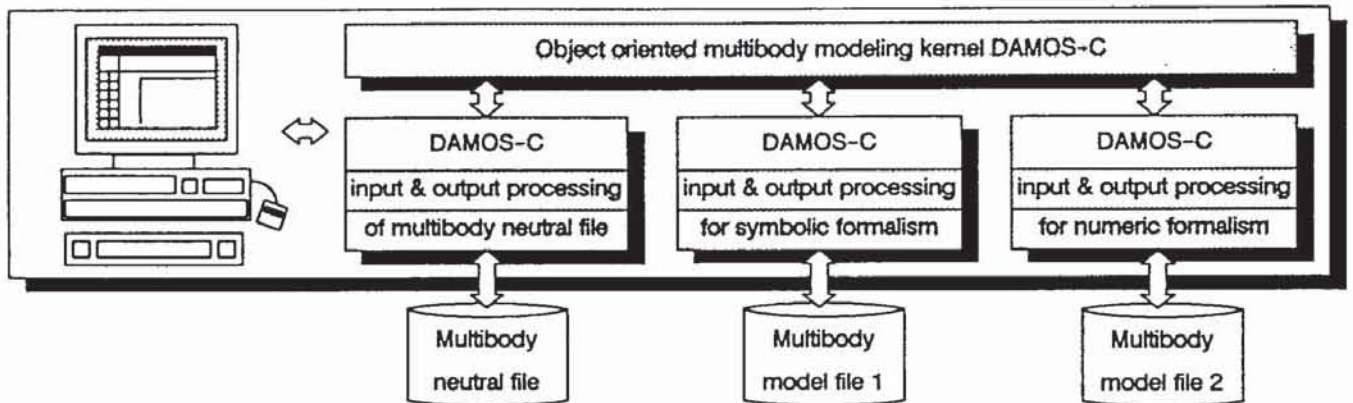 Object oriented multibody modeling kernel DAMOS-C
DAMOS-C
input & output processing
of multibody neutral file
DAMOS-C
input & output processing
for symbolic formalism
DAMOS-C
input & output processing
for numeric formalism
Multibody
neutral file
Multibody
model file 1
Multibody
model file 2